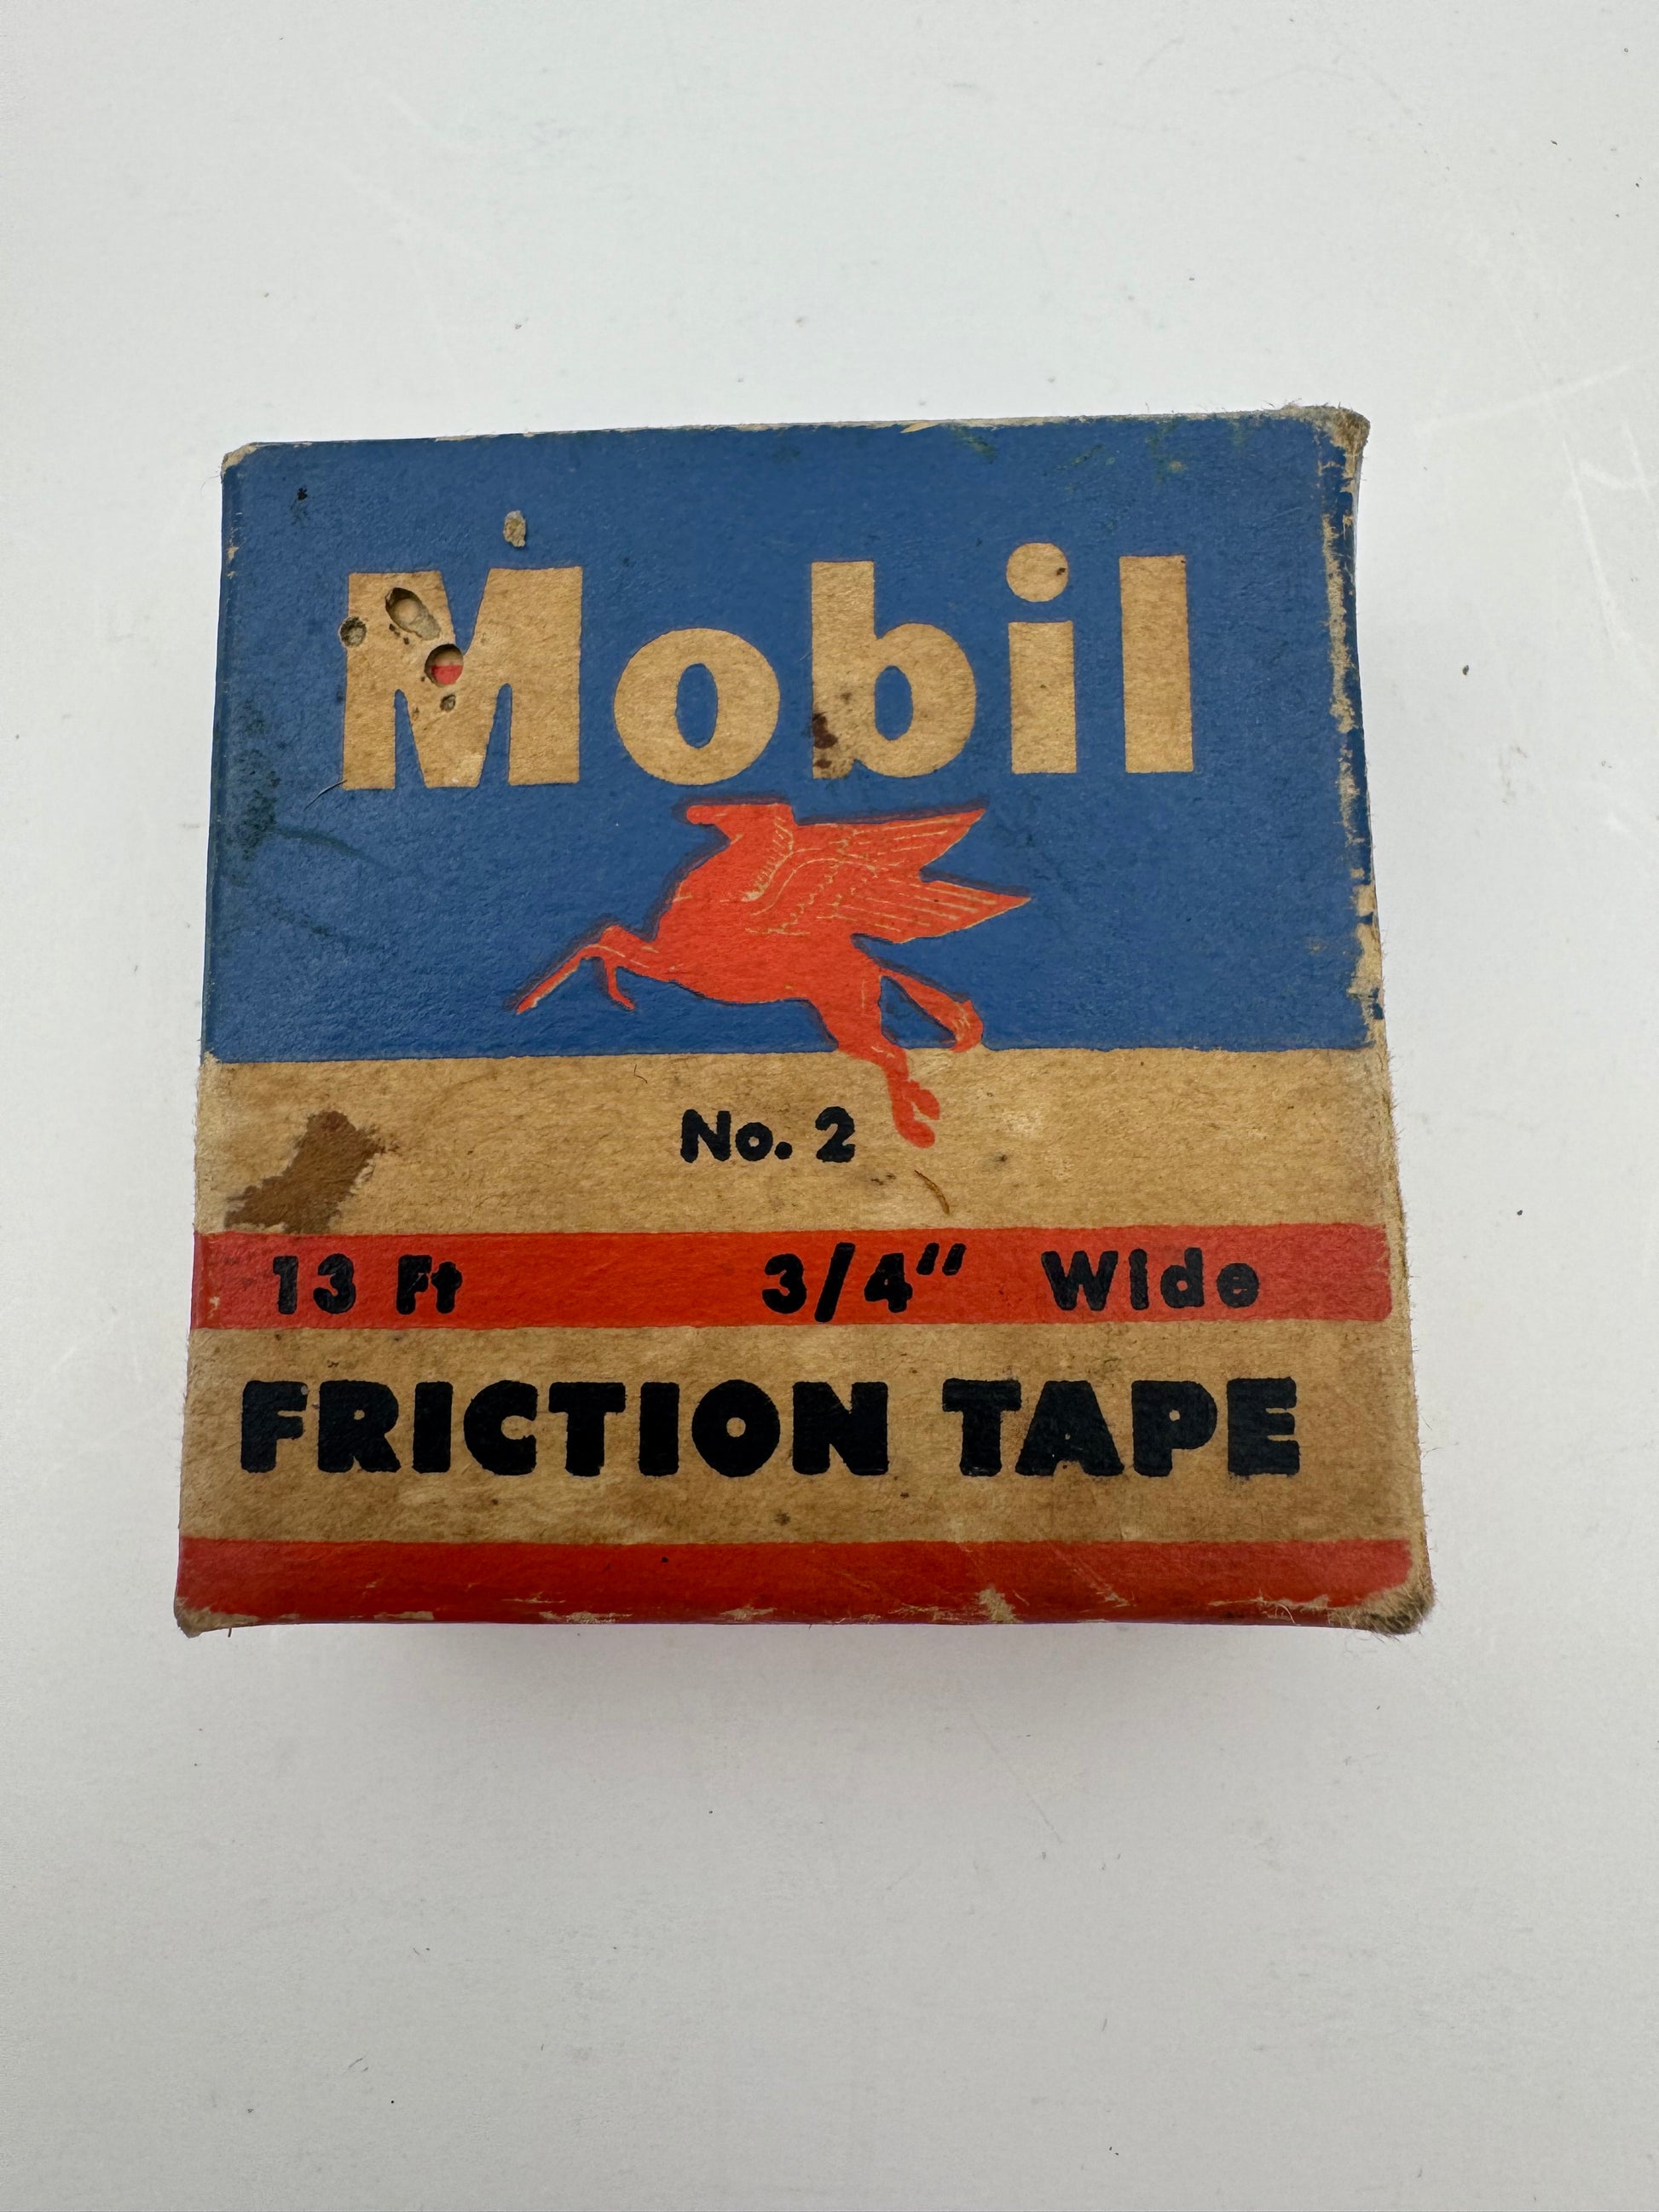 Mobil
No. 2
13 Ft 3/4" Wide
FRICTION TAPE